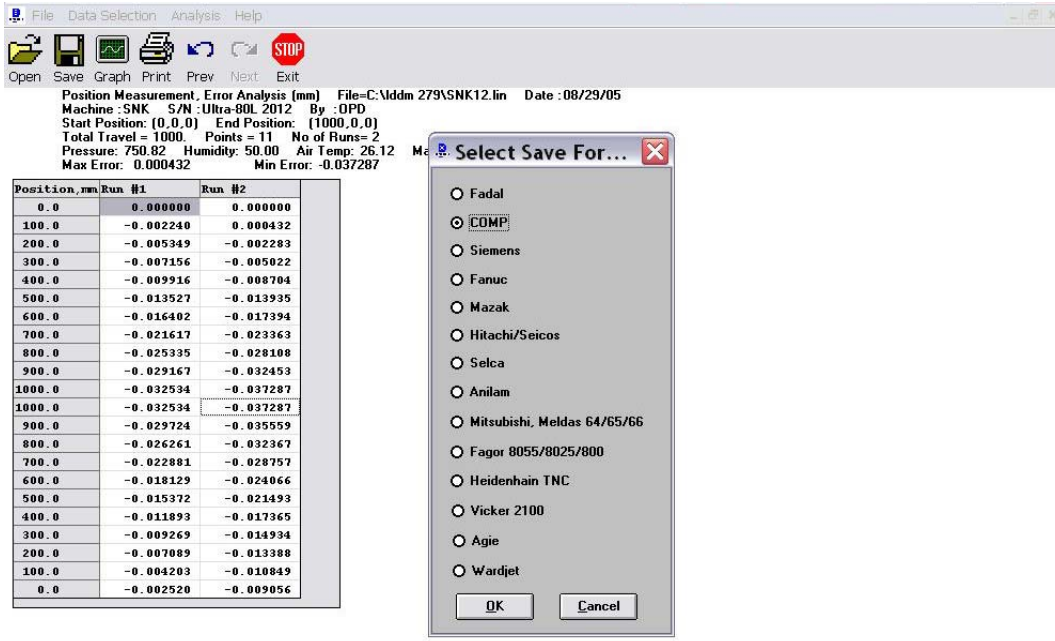 File Data Selection Analysis Help
STOP
Open Save Graph Print Prev Next Exit
Position Measurement, Error Analysis (mm) File=C:\lddm 279\SNK12.lin Date :08/29/05
Machine :SNK S/N :Ultra-80L 2012 By :OPD
Start Position: (0,0,0) End Position: (1000,0,0)
Total Travel = 1000. Points = 11 No of Runs= 2
Pressure: 750.82 Humidity: 50.00 Air Temp: 26.12 Ma
Max Error: 0.000432 Min Error: -0.037287
Position,mm Run #1 Run #2
0.0 0.000000 0.000000
100.0 -0.002240 0.000432
200.0 -0.005349 -0.002283
300.0 -0.007156 -0.005022
400.0 -0.009916 -0.008704
500.0 -0.013527 -0.013935
600.0 -0.016402 -0.017394
700.0 -0.021617 -0.023363
800.0 -0.025335 -0.028108
900.0 -0.029167 -0.032453
1000.0 -0.032534 -0.037287
1000.0 -0.032534 -0.037287
900.0 -0.029724 -0.035559
800.0 -0.026261 -0.032367
700.0 -0.022881 -0.028757
600.0 -0.018129 -0.024066
500.0 -0.015372 -0.021493
400.0 -0.011893 -0.017365
300.0 -0.009269 -0.014934
200.0 -0.007089 -0.013388
100.0 -0.004203 -0.010849
0.0 -0.002520 -0.009056
Select Save For...
Fadal
COMP
Siemens
Fanuc
Mazak
Hitachi/Seicos
Selca
Anilam
Mitsubishi, Meldas 64/65/66
Fagor 8055/8025/800
Heidenhain TNC
Vicker 2100
Agie
Wardjet
OK Cancel